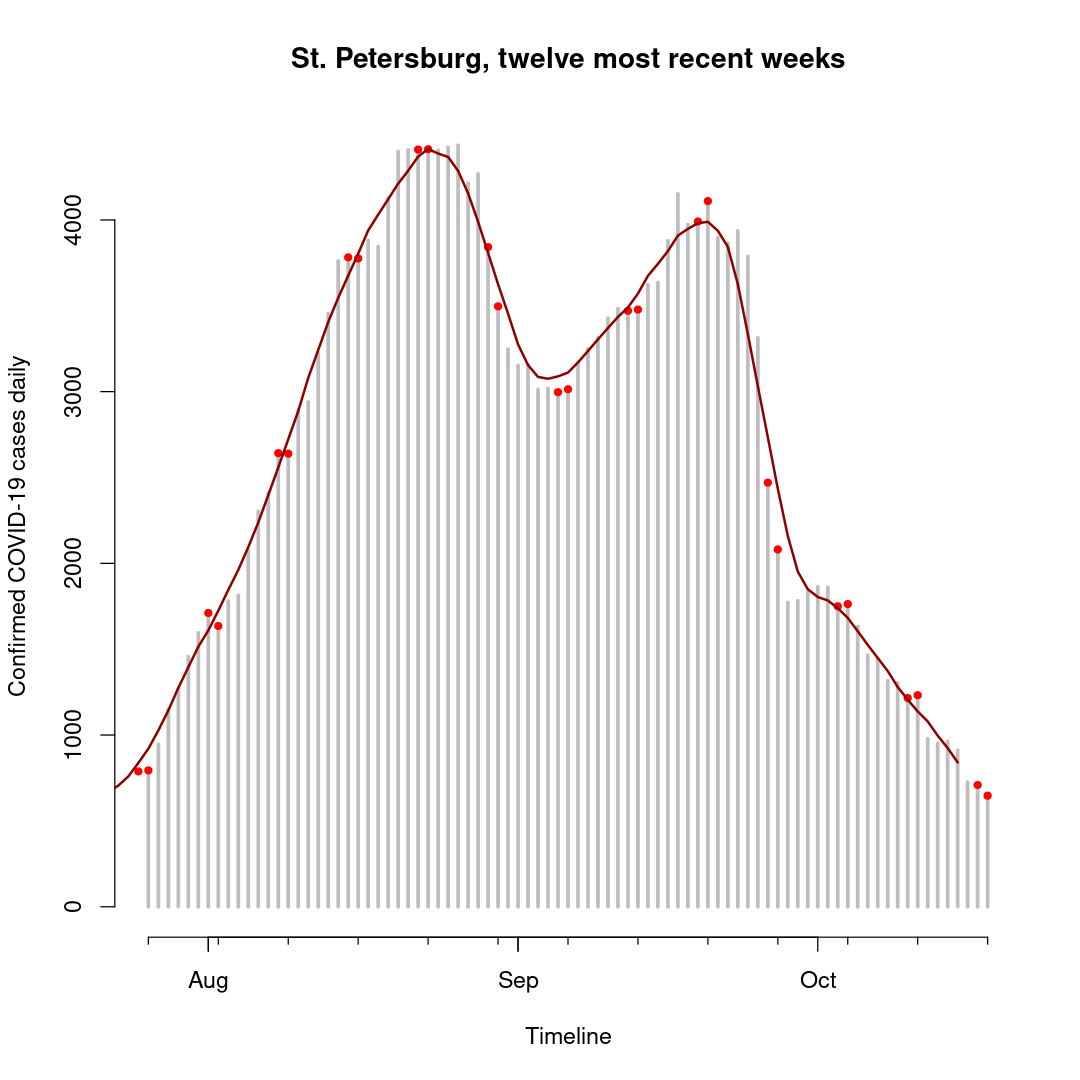 St. Petersburg, twelve most recent weeks
Confirmed COVID-19 cases daily
4000
3000
2000
1000
0
Aug Sep Oct
Timeline